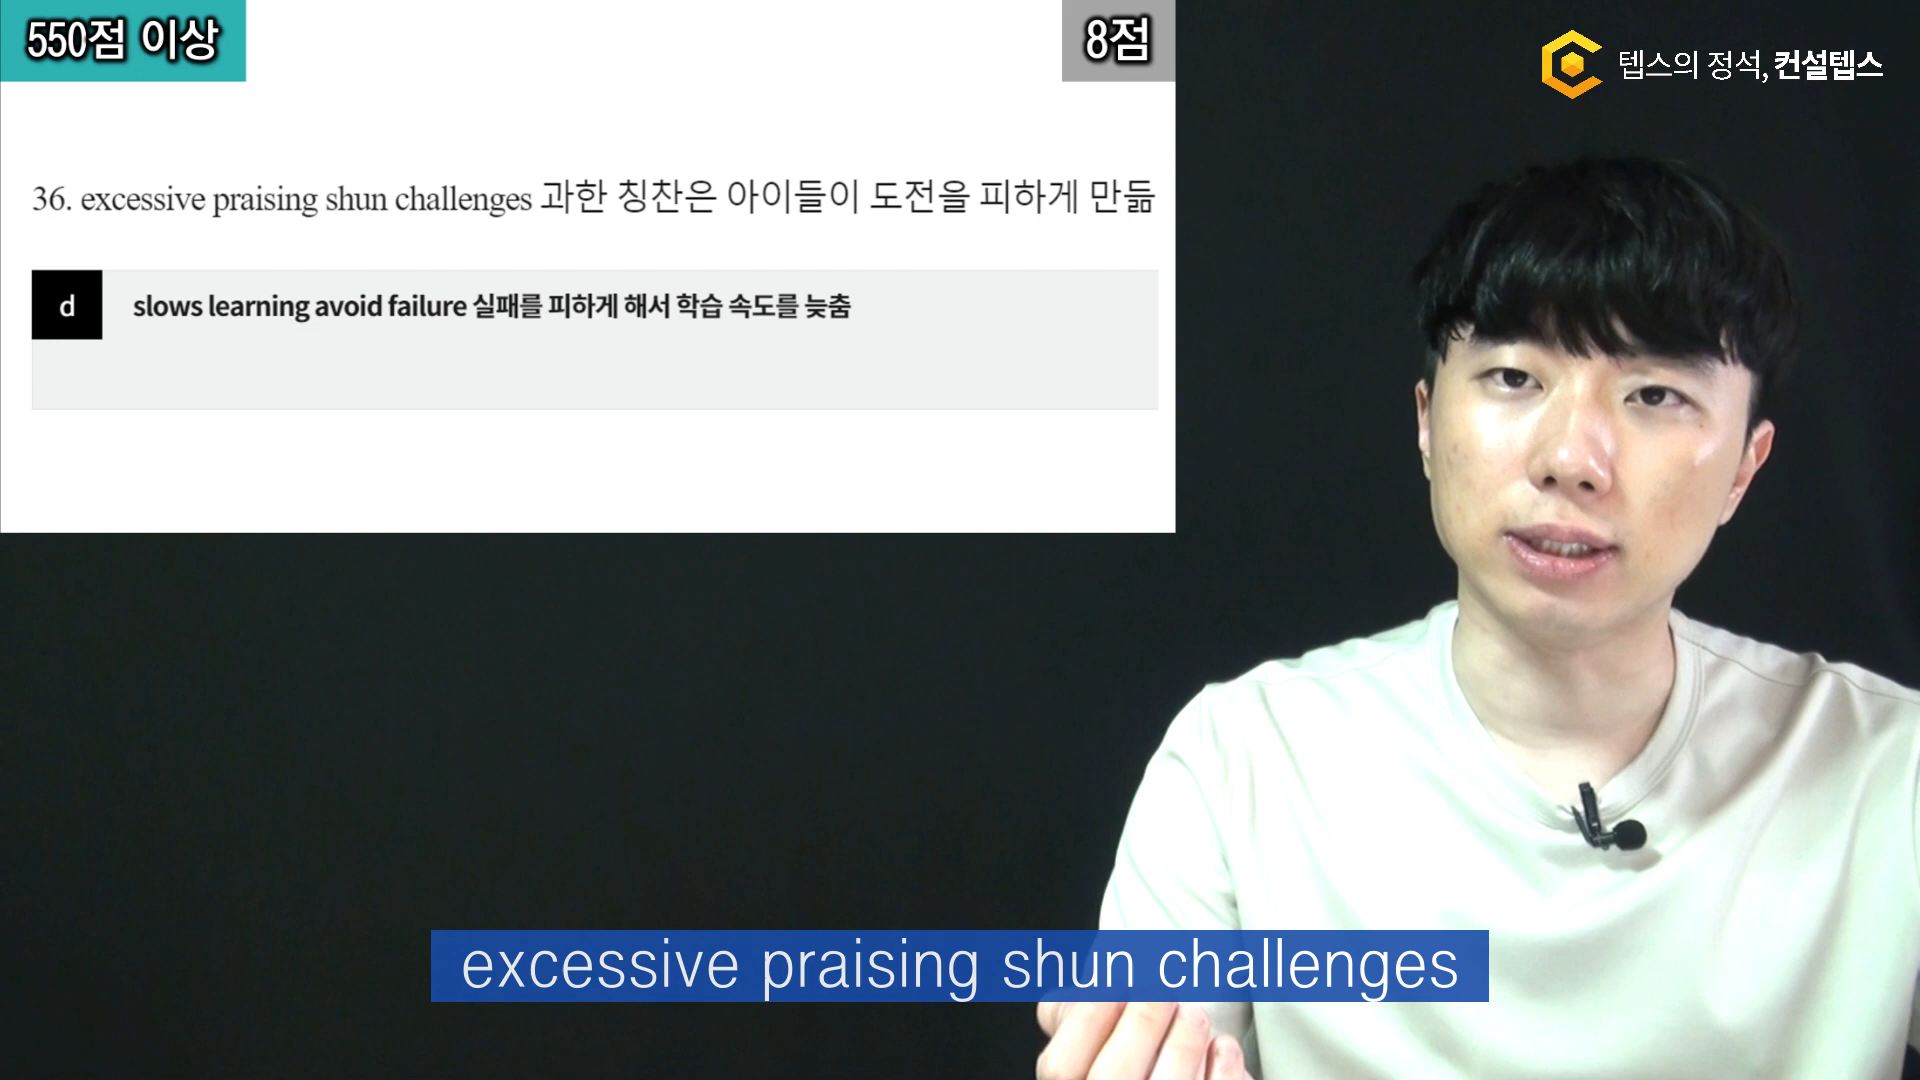 550점 이상
8점
텝스의 정석, 컨설텝스
36. excessive praising shun challenges 과한 칭찬은 아이들이 도전을 피하게 만듦
d
slows learning avoid failure 실패를 피하게 해서 학습 속도를 늦춤
excessive praising shun challenges